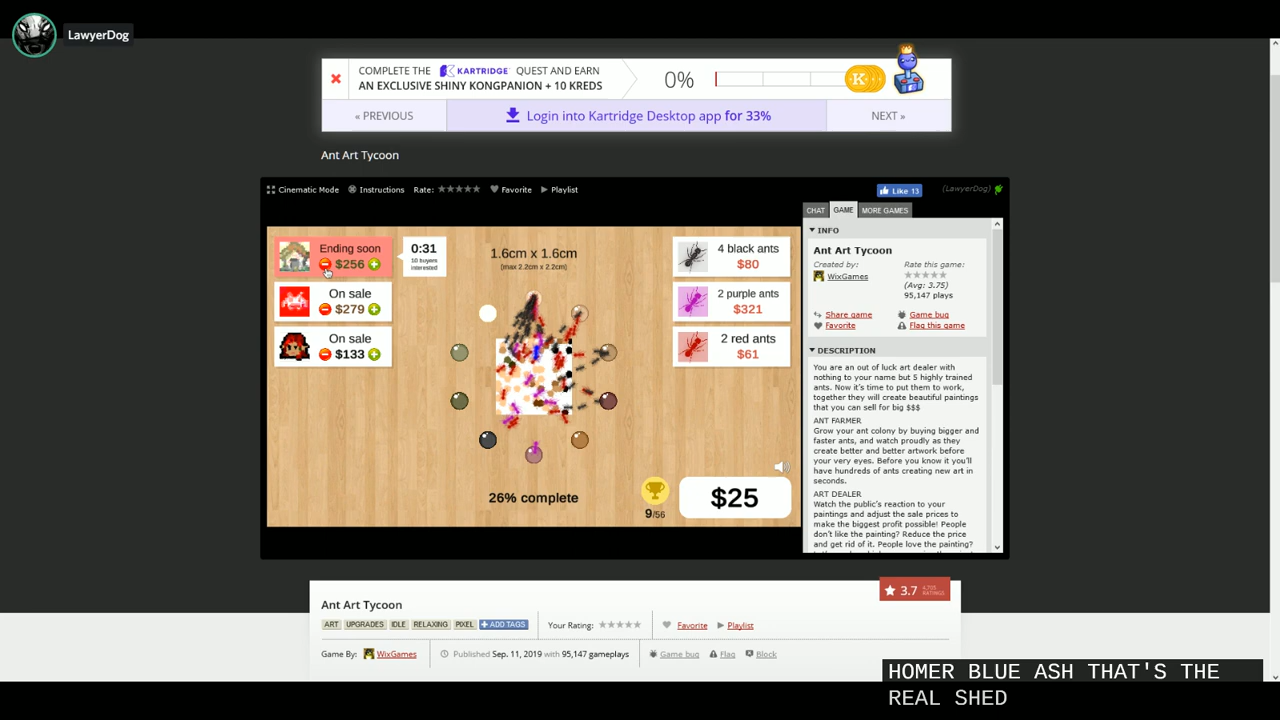 LawyerDog
COMPLETE THE KARTRIDGE QUEST AND EARN
AN EXCLUSIVE SHINY KONGPANION + 10 KREDS
0%
K
« PREVIOUS
Login into Kartridge Desktop app for 33%
NEXT »
Ant Art Tycoon
Cinematic Mode
Instructions
Rate:
Favorite
Playlist
Like 13
(LawyerDog)
CHAT
GAME
MORE GAMES
Ending soon
$256
0:31
10 buyers
interested
On sale
$279
On sale
$133
1.6cm x 1.6cm
(max 2.2cm x 2.2cm)
26% complete
4 black ants
$80
2 purple ants
$321
2 red ants
$61
9/56
$25
INFO
Ant Art Tycoon
Created by:
WixGames
Rate this game:
(Avg: 3.75)
95,147 plays
Share game
Game bug
Favorite
Flag this game
DESCRIPTION
You are an out of luck art dealer with
nothing to your name but 5 highly trained
ants. Now it's time to put them to work,
together they will create beautiful paintings
that you can sell for big $$$
ANT FARMER
Grow your ant colony by buying bigger and
faster ants, and watch proudly as they
create better and better artwork before
your very eyes. Before you know it you'll
have hundreds of ants creating new art in
seconds.
ART DEALER
Watch the public's reaction to your
paintings and adjust the sale prices to
make the biggest profit possible! People
don't like the painting? Reduce the price
and get rid of it. People love the painting?
Ant Art Tycoon
3.7
RATINGS
ART
UPGRADES
IDLE
RELAXING
PIXEL
ADD TAGS
Your Rating:
Favorite
Playlist
Game By:
WixGames
Published Sep. 11, 2019 with 95,147 gameplays
Game bug
Flag
Block
HOMER BLUE ASH THAT'S THE
REAL SHED